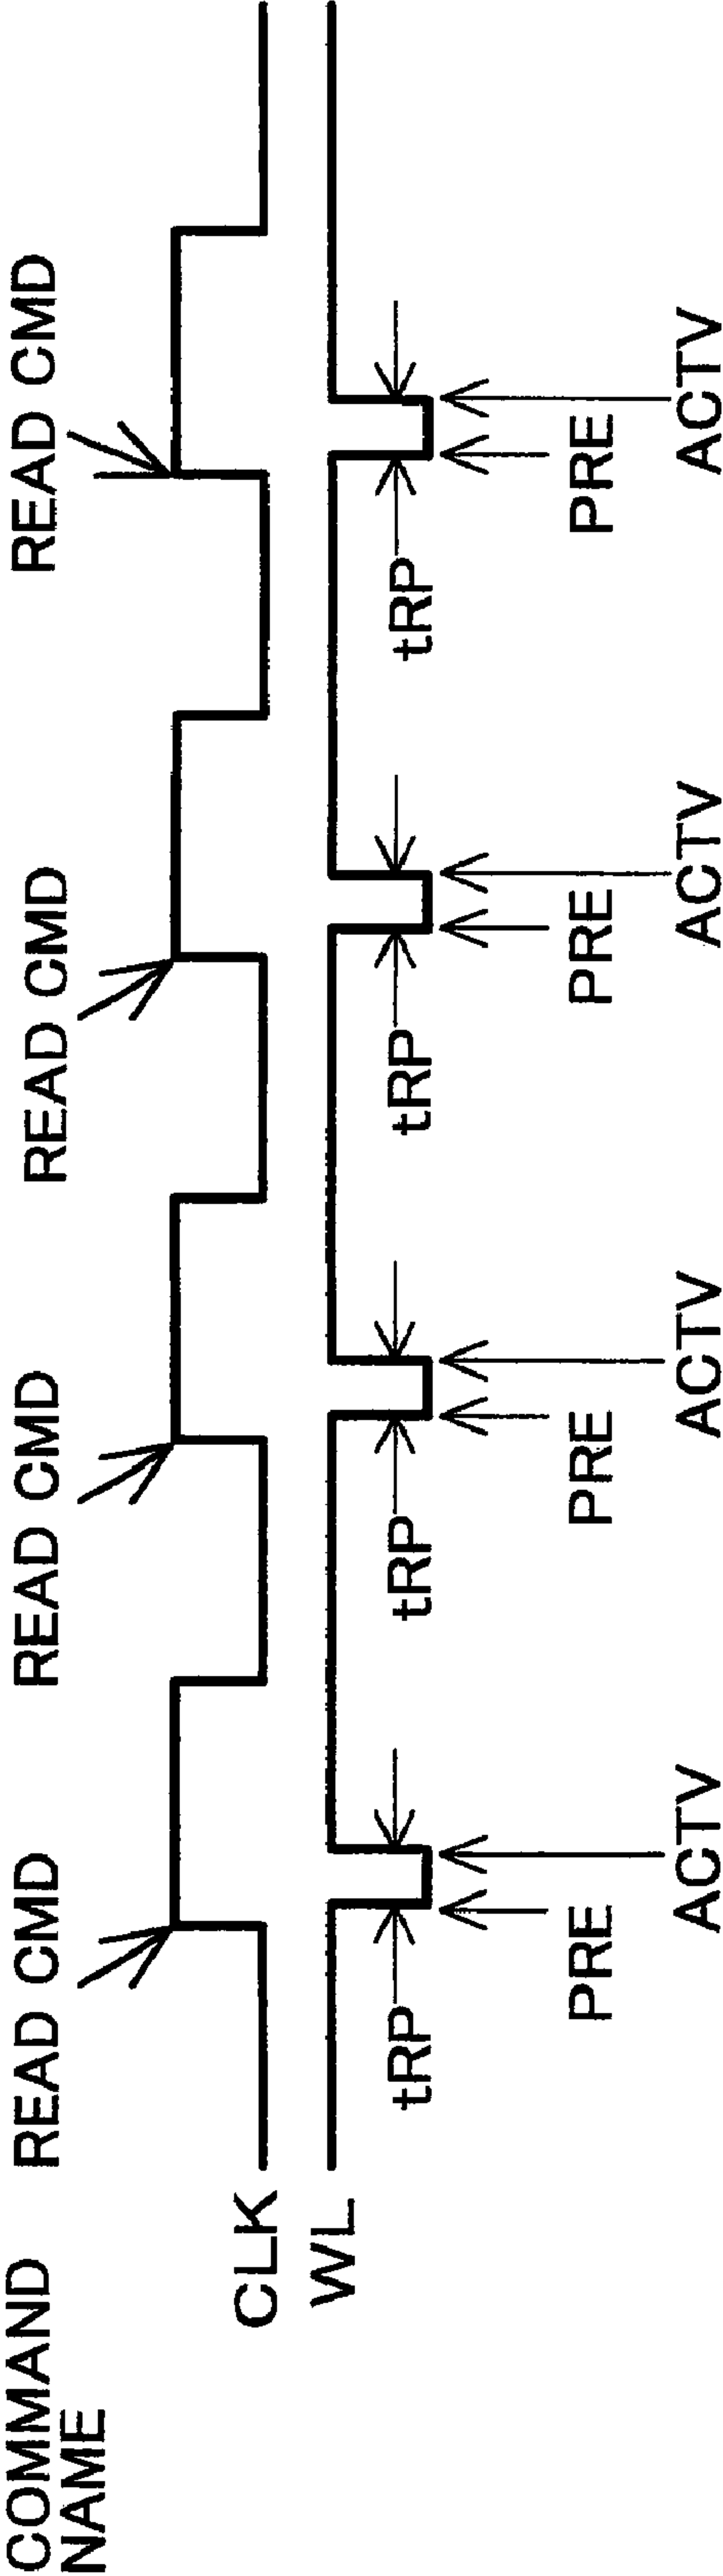 COMMAND
NAME
READ CMD
READ CMD
READ CMD
READ CMD
CLK
WL
tRP
tRP
tRP
tRP
PRE
PRE
PRE
PRE
ACTV
ACTV
ACTV
ACTV